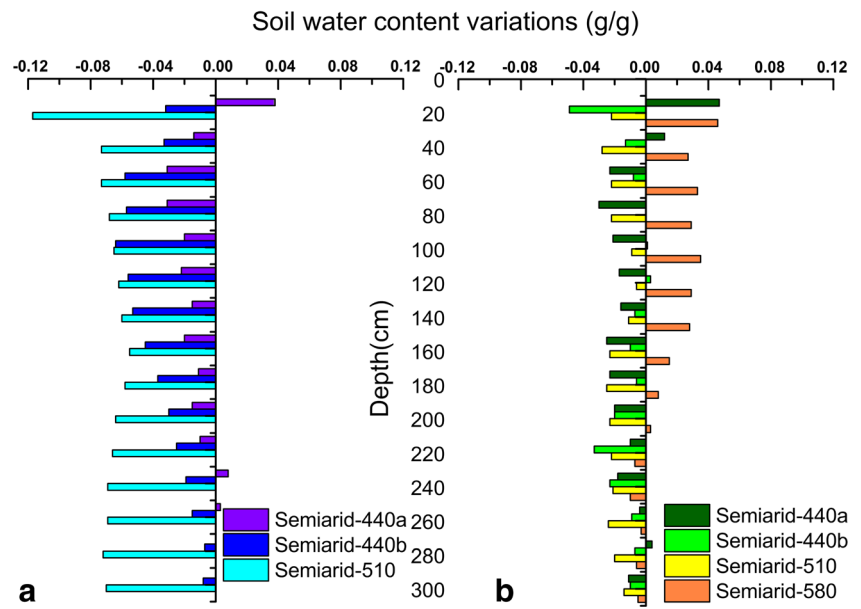 Soil water content variations (g/g)
-0.12 -0.08 -0.04 0.00 0.04 0.08 0.12
-0.12 -0.08 -0.04 0.00 0.04 0.08 0.12
Depth(cm)
0
20
40
60
80
100
120
140
160
180
200
220
240
260
280
300
Semiarid-440a
Semiarid-440b
Semiarid-510
a
Semiarid-440a
Semiarid-440b
Semiarid-510
Semiarid-580
b